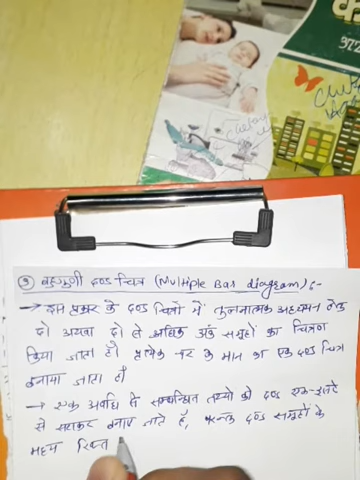 ③ बहुगुणी दण्ड चित्र (Multiple Bar diagram) :-
→ इस प्रकार के दण्ड चित्रों में तुलनात्मक अध्ययन हेतु
दो अथवा दो से अधिक अंक समूहों का चित्रण
किया जाता है। प्रत्येक चर के मान का एक दण्ड चित्र
बनाया जाता है।
→ एक अवधि से सम्बन्धित तथ्यों को दण्ड एक-दूसरे
से सटाकर बनाए जाते हैं, परन्तु दण्ड समूहों के
मध्य रिक्त